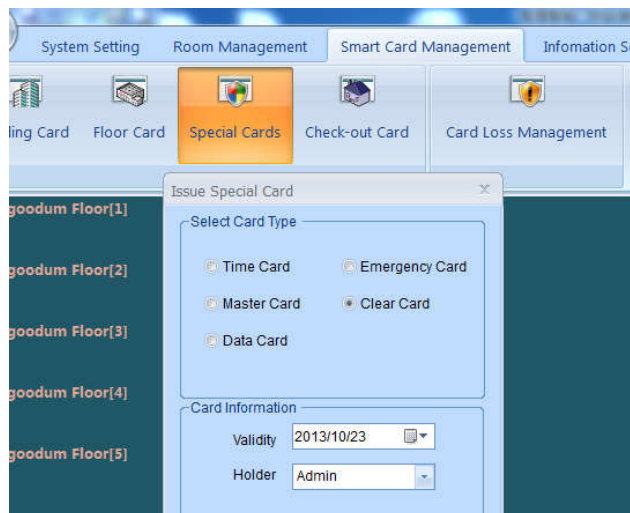 System Setting Room Management Smart Card Management Infomation S
ling Card Floor Card Special Cards Check-out Card Card Loss Management
Issue Special Card
goodum Floor[1]
Select Card Type
Time Card Emergency Card
goodum Floor[2]
Master Card Clear Card
goodum Floor[3]
Data Card
goodum Floor[4]
Card Information
Validity 2013/10/23
goodum Floor[5]
Holder Admin